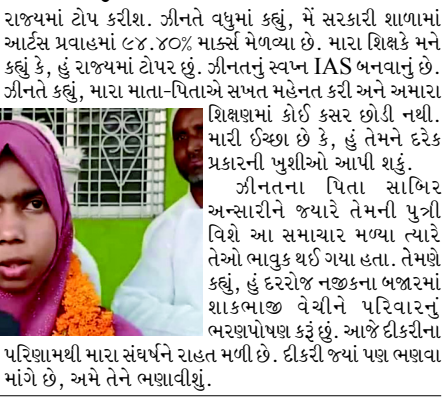 રાજ્યમાં ટોપ કરીશ. ઝીનતે વધુમાં કહ્યું, મેં સરકારી શાળામાં
આર્ટસ પ્રવાહમાં ૯૪.૪૦% માર્ક્સ મેળવ્યા છે. મારા શિક્ષકે મને
કહ્યું કે, હું રાજ્યમાં ટોપર છું. ઝીનતનું સ્વપ્ન IAS બનવાનું છે.
ઝીનતે કહ્યું, મારા માતા-પિતાએ સખત મહેનત કરી અને અમારા
શિક્ષણમાં કોઈ કસર છોડી નથી.
મારી ઈચ્છા છે કે, હું તેમને દરેક
પ્રકારની ખુશીઓ આપી શકું.
ઝીનતના પિતા સાબિર
અન્સારીને જયારે તેમની પુત્રી
વિશે આ સમાચાર મળ્યા ત્યારે
તેઓ ભાવુક થઈ ગયા હતા. તેમણે
કહ્યું, હું દરરોજ નજીકના બજારમાં
શાકભાજી વેચીને પરિવારનું
ભરણપોષણ કરૂં છું. આજે દીકરીના
પરિણામથી મારા સંઘર્ષને રાહત મળી છે. દીકરી જયાં પણ ભણવા
માંગે છે, અમે તેને ભણાવીશું.